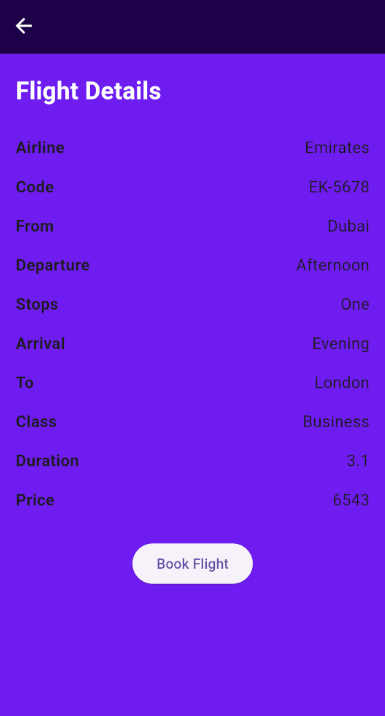 Flight Details
Airline Emirates
Code EK-5678
From Dubai
Departure Afternoon
Stops One
Arrival Evening
To London
Class Business
Duration 3.1
Price 6543
Book Flight